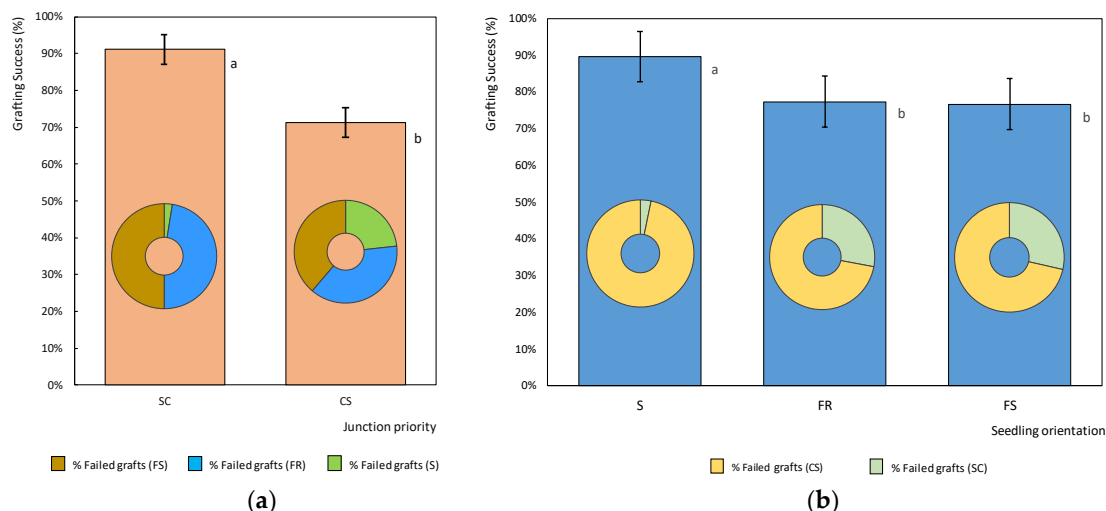 Grafting Success (%)
100%
90%
80%
70%
60%
50%
40%
30%
20%
10%
0%
a
b
SC
CS
Junction priority
% Failed grafts (FS)
% Failed grafts (FR)
% Failed grafts (S)
(a)
Grafting Success (%)
100%
90%
80%
70%
60%
50%
40%
30%
20%
10%
0%
a
b
b
S
FR
FS
Seedling orientation
% Failed grafts (CS)
% Failed grafts (SC)
(b)